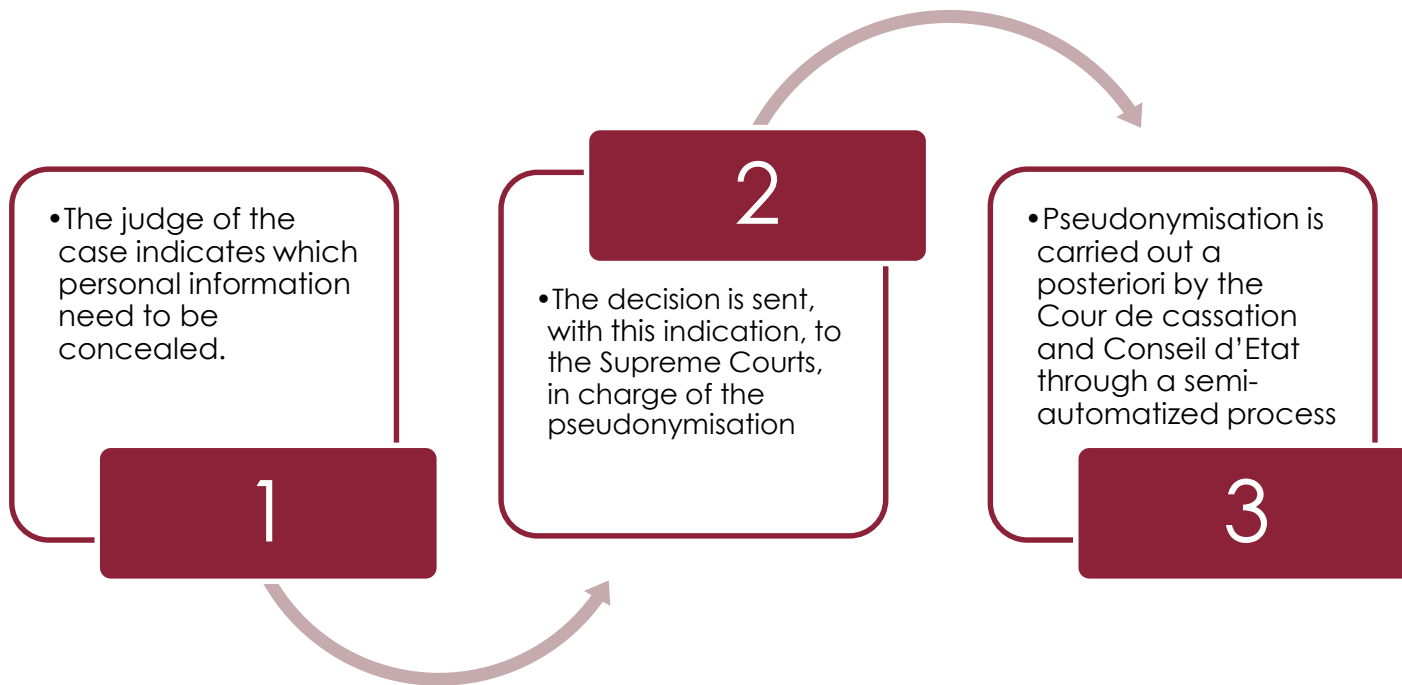 •The judge of the
case indicates which
personal information
need to be
concealed.
1
2
•The decision is sent,
with this indication, to
the Supreme Courts,
in charge of the
pseudonymisation
•Pseudonymisation is
carried out a
posteriori by the
Cour de cassation
and Conseil d’Etat
through a semi-
automatized process
3